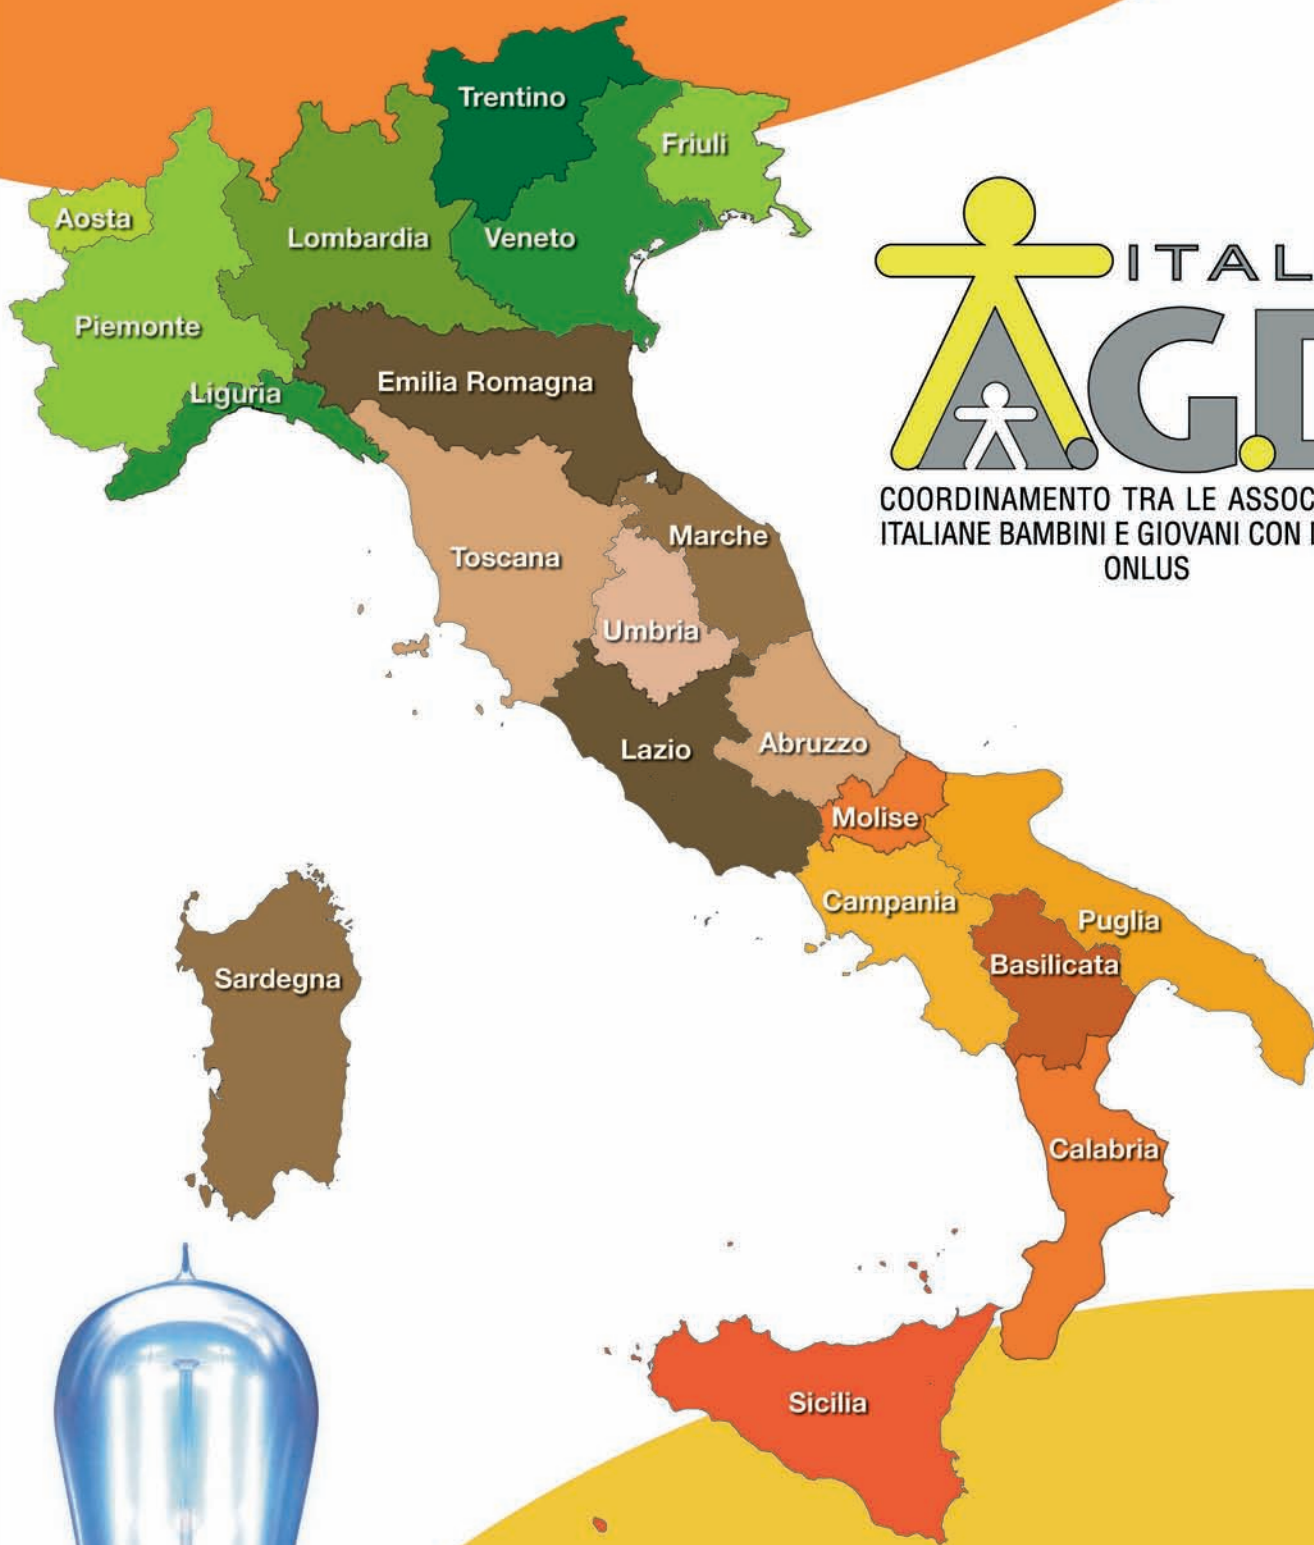 Trentino
Friuli
Aosta
Lombardia
Veneto
Piemonte
Liguria
Emilia Romagna
Marche
Toscana
Umbria
Lazio
Abruzzo
Molise
Campania
Puglia
Basilicata
Sardegna
Calabria
Sicilia
ITAL
A.G.D
COORDINAMENTO TRA LE ASSOC
ITALIANE BAMBINI E GIOVANI CON
ONLUS